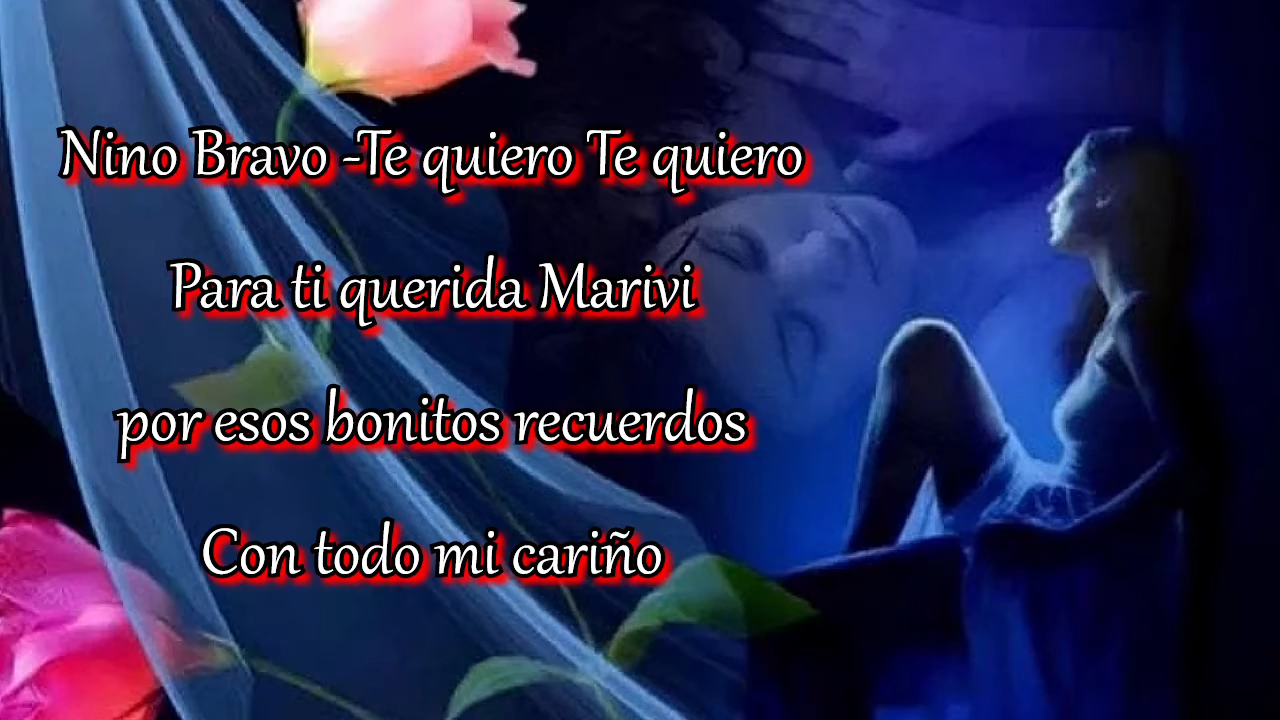 Nino Bravo -Te quiero Te quiero
Para ti querida Marivi
por esos bonitos recuerdos
Con todo mi cariño